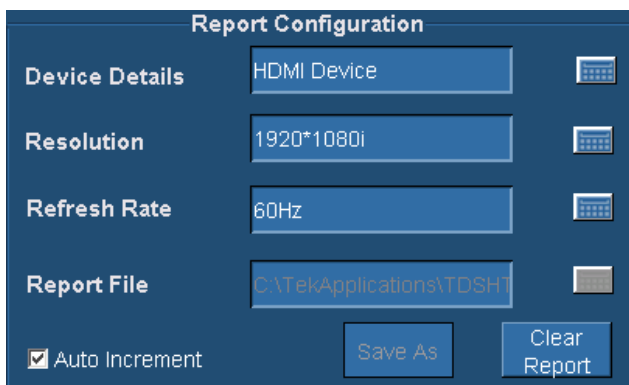 Report Configuration
Device Details HDMI Device
Resolution 1920*1080i
Refresh Rate 60Hz
Report File C:\TekApplications\TDSHT
Auto Increment Save As Clear
Report